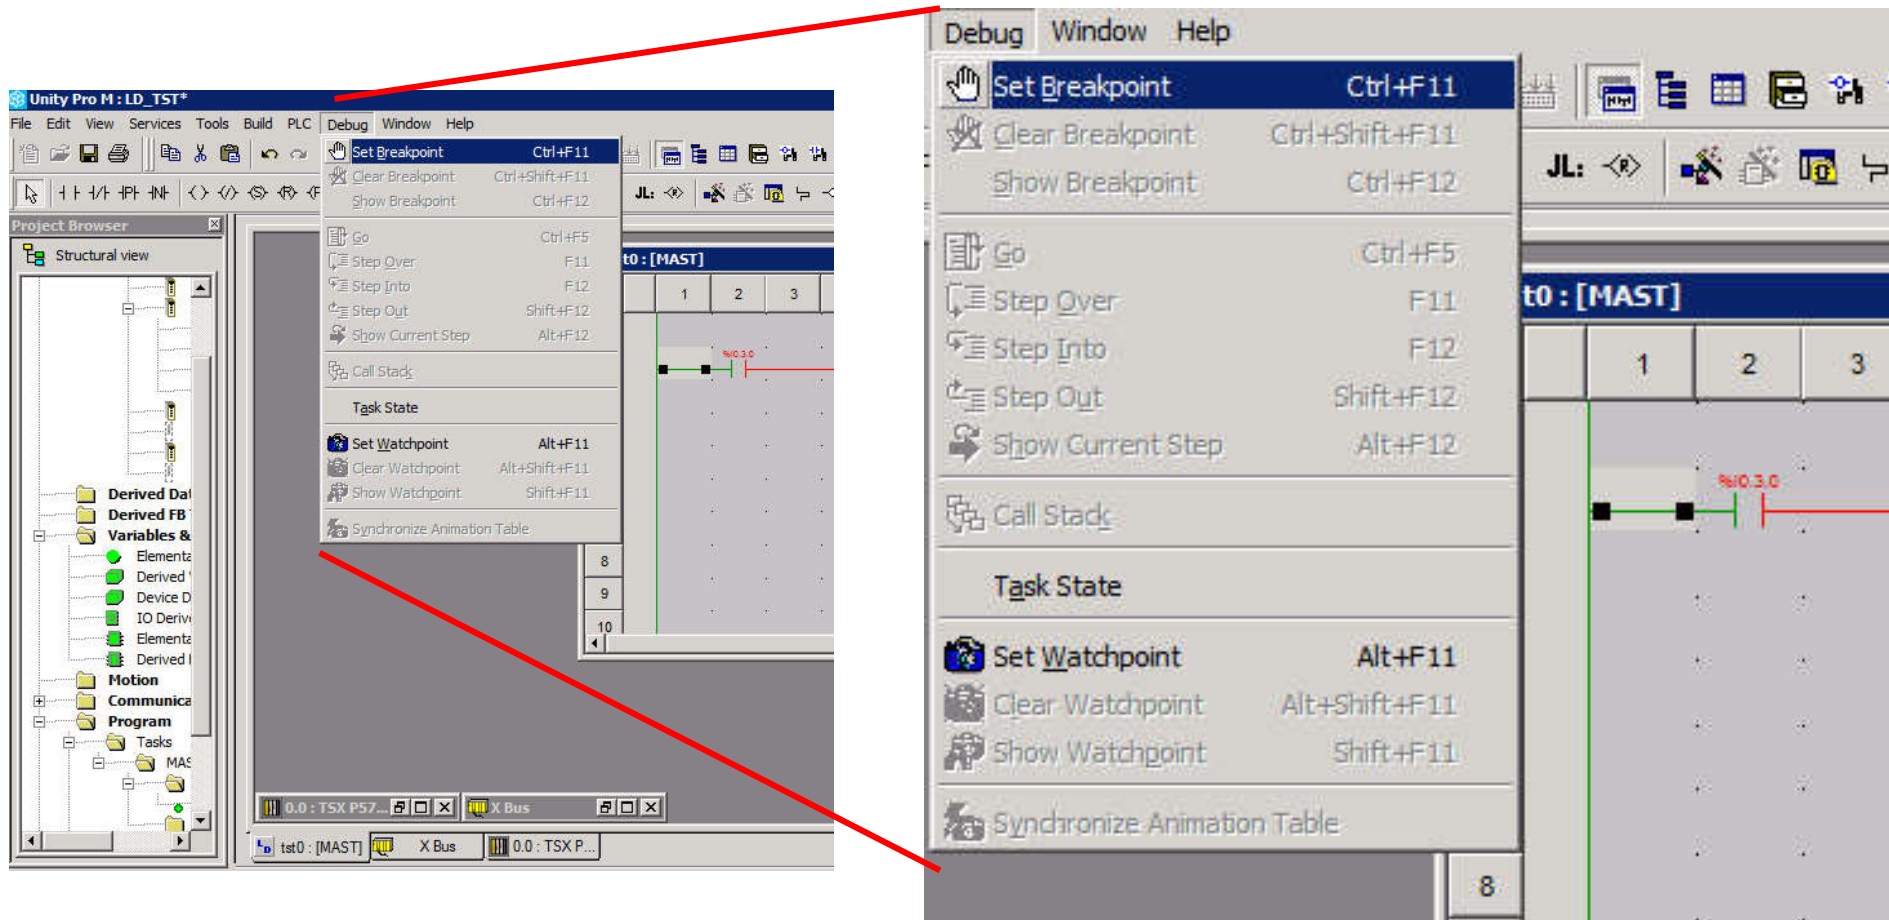 Unity Pro M : LD_TST*
File Edit View Services Tools Build PLC Debug Window Help
Set Breakpoint Ctrl+F11
Clear Breakpoint Ctrl+Shift+F11
Show Breakpoint Ctrl+F12
Go Ctrl+F5
Step Over F11
Step Into F12
Step Out Shift+F12
Show Current Step Alt+F12
Call Stack
Task State
Set Watchpoint Alt+F11
Clear Watchpoint Alt+Shift+F11
Show Watchpoint Shift+F11
Synchronize Animation Table
JL:
Project Browser
Structural view
Derived Dat
Derived FB
Variables &
Elementa
Derived
Device D
IO Derive
Elementa
Derived
Motion
Communica
Program
Tasks
MAS
t0 : [MAST]
1 2 3
%I0.3.0
8
9
10
0.0 : TSX P57... X Bus
tst0 : [MAST] X Bus 0.0 : TSX P...
Debug Window Help
Set Breakpoint Ctrl+F11
Clear Breakpoint Ctrl+Shift+F11
Show Breakpoint Ctrl+F12
Go Ctrl+F5
Step Over F11
Step Into F12
Step Out Shift+F12
Show Current Step Alt+F12
Call Stack
Task State
Set Watchpoint Alt+F11
Clear Watchpoint Alt+Shift+F11
Show Watchpoint Shift+F11
Synchronize Animation Table
JL:
t0 : [MAST]
1 2 3
%I0.3.0
8